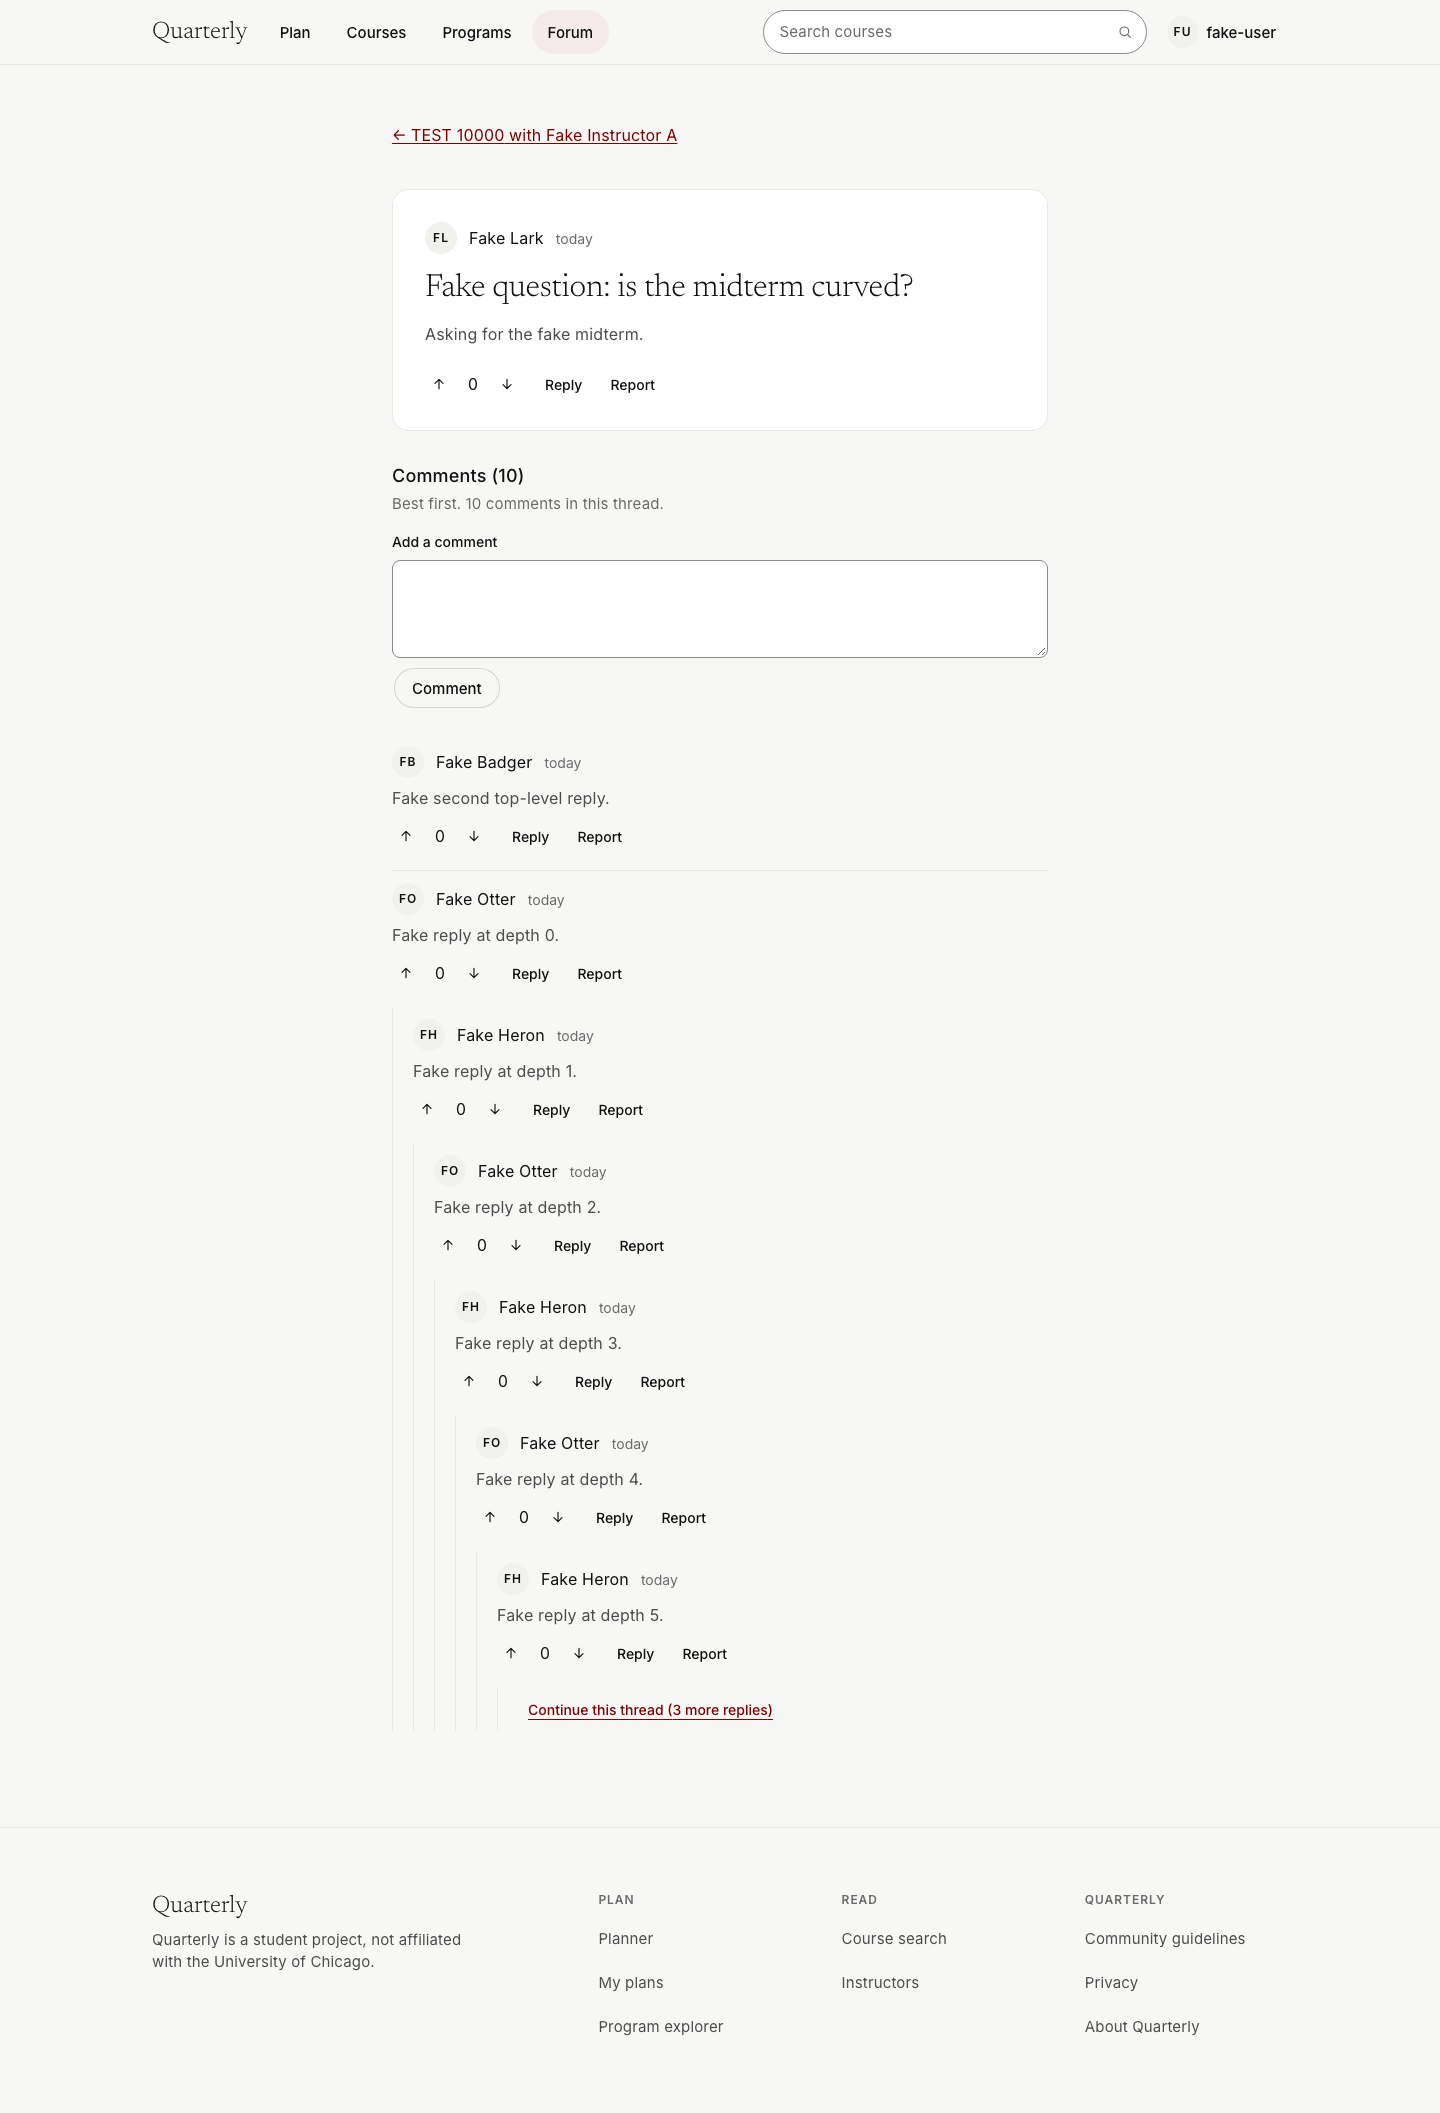 Quarterly
Plan
Courses
Programs
Forum
Search courses
FU
fake-user
← TEST 10000 with Fake Instructor A
FL
Fake Lark
today
Fake question: is the midterm curved?
Asking for the fake midterm.
↑ 0 ↓ Reply Report
Comments (10)
Best first. 10 comments in this thread.
Add a comment
Comment
FB
Fake Badger
today
Fake second top-level reply.
↑ 0 ↓ Reply Report
FO
Fake Otter
today
Fake reply at depth 0.
↑ 0 ↓ Reply Report
FH
Fake Heron
today
Fake reply at depth 1.
↑ 0 ↓ Reply Report
FO
Fake Otter
today
Fake reply at depth 2.
↑ 0 ↓ Reply Report
FH
Fake Heron
today
Fake reply at depth 3.
↑ 0 ↓ Reply Report
FO
Fake Otter
today
Fake reply at depth 4.
↑ 0 ↓ Reply Report
FH
Fake Heron
today
Fake reply at depth 5.
↑ 0 ↓ Reply Report
Continue this thread (3 more replies)
Quarterly
Quarterly is a student project, not affiliated
with the University of Chicago.
PLAN
Planner
My plans
Program explorer
READ
Course search
Instructors
QUARTERLY
Community guidelines
Privacy
About Quarterly